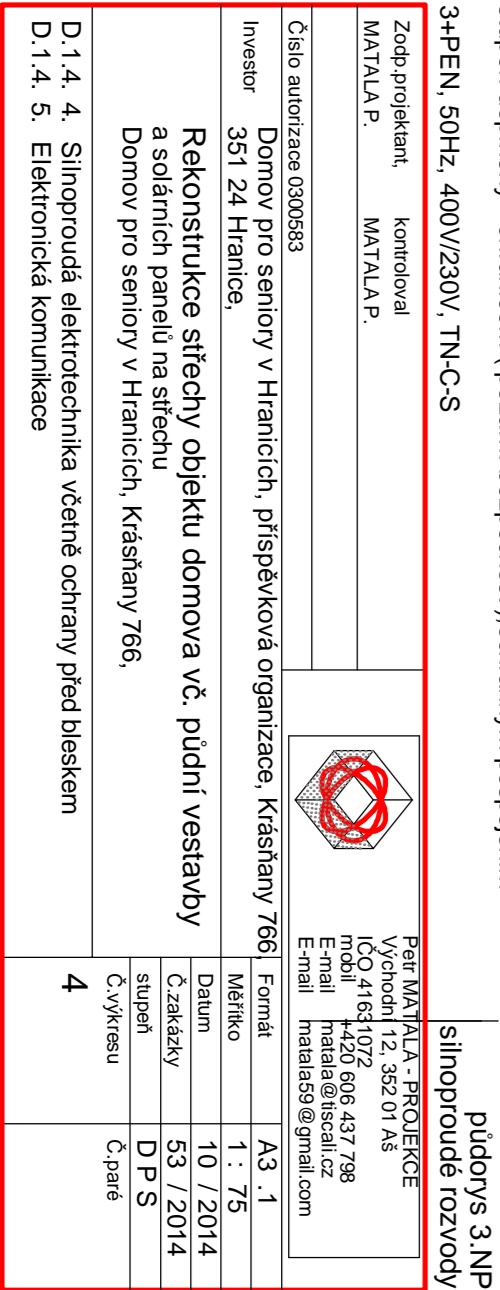 půdorys 3.NP
3+PEN, 50Hz, 400V/230V, TN-C-S
silnoproudé rozvody
Zodp.projektant,
kontroloval
MATALA P.
MATALA P.
Číslo autorizace 0300583
Petr MATALA - PROJEKCE
Východní 12, 352 01 Aš
IČO 41631072
mobil +420 606 437 798
E-mail matala@tiscali.cz
E-mail matala59@gmail.com
Investor
Domov pro seniory v Hranicích, příspěvková organizace, Krásňany 766,
351 24 Hranice,
Rekonstrukce střechy objektu domova vč. půdní vestavby
a solárních panelů na střechu
Domov pro seniory v Hranicích, Krásňany 766,
Formát A3 .1
Měřítko 1 : 75
Datum 10 / 2014
Č.zakázky 53 / 2014
stupeň D P S
Č.výkresu
Č.paré
D.1.4. 4. Silnoproudá elektrotechnika včetně ochrany před bleskem
D.1.4. 5. Elektronická komunikace
4